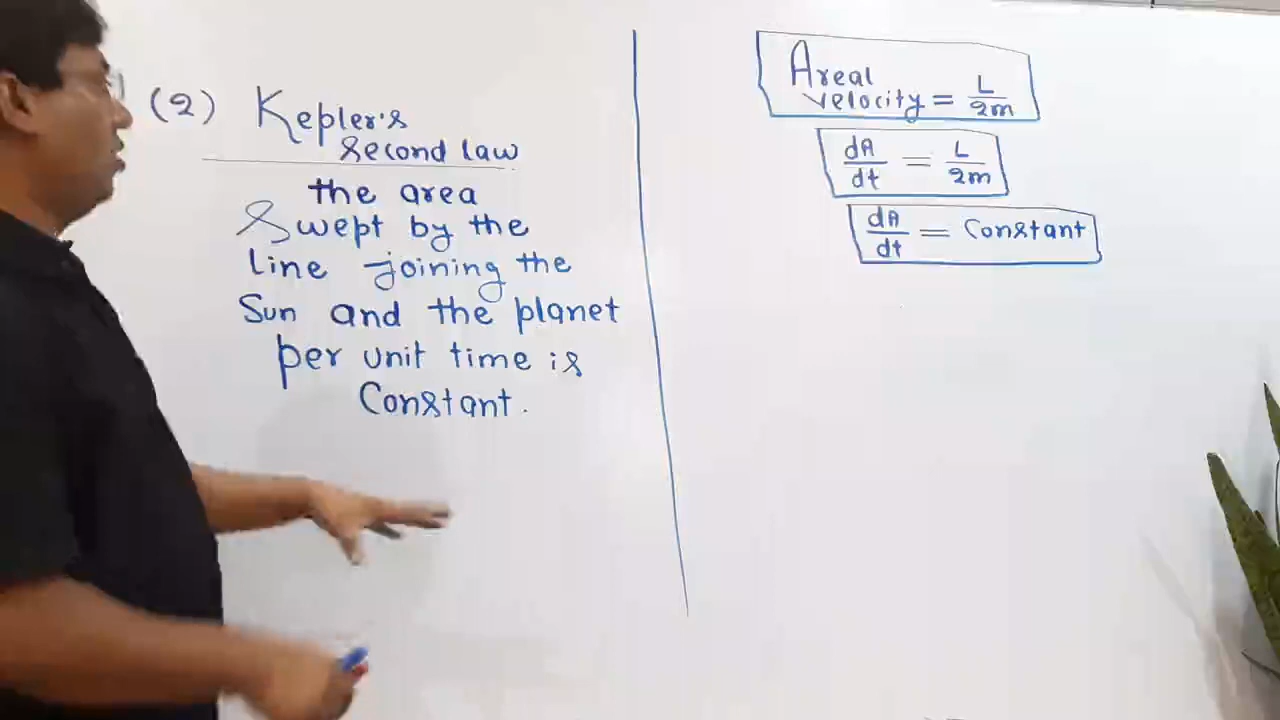 (2) Kepler's
second law
the area
swept by the
line joining the
Sun and the planet
per unit time is
Constant.
Areal
velocity = L/2m
dA/dt = L/2m
dA/dt = Constant